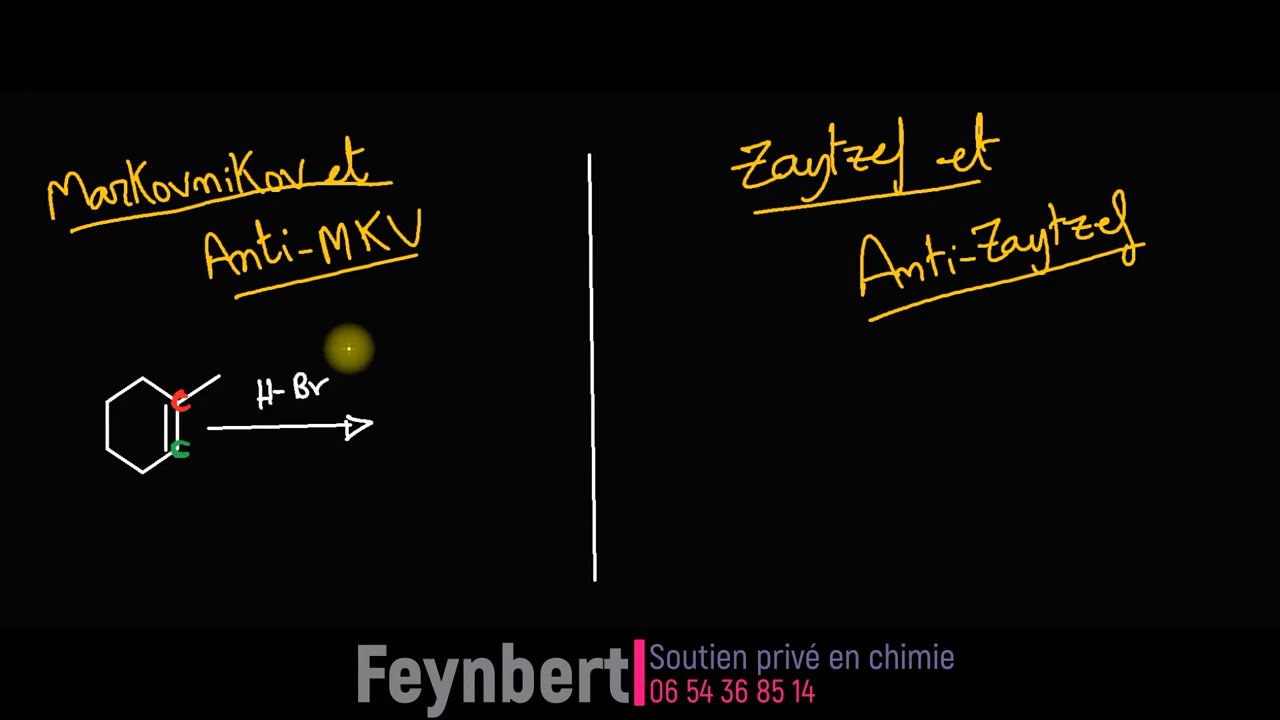 Markovnikov et
Anti-MKV
Zaytzef et
Anti-Zaytzef
H-Br
C
C
Feynbert
Soutien privé en chimie
06 54 36 85 14